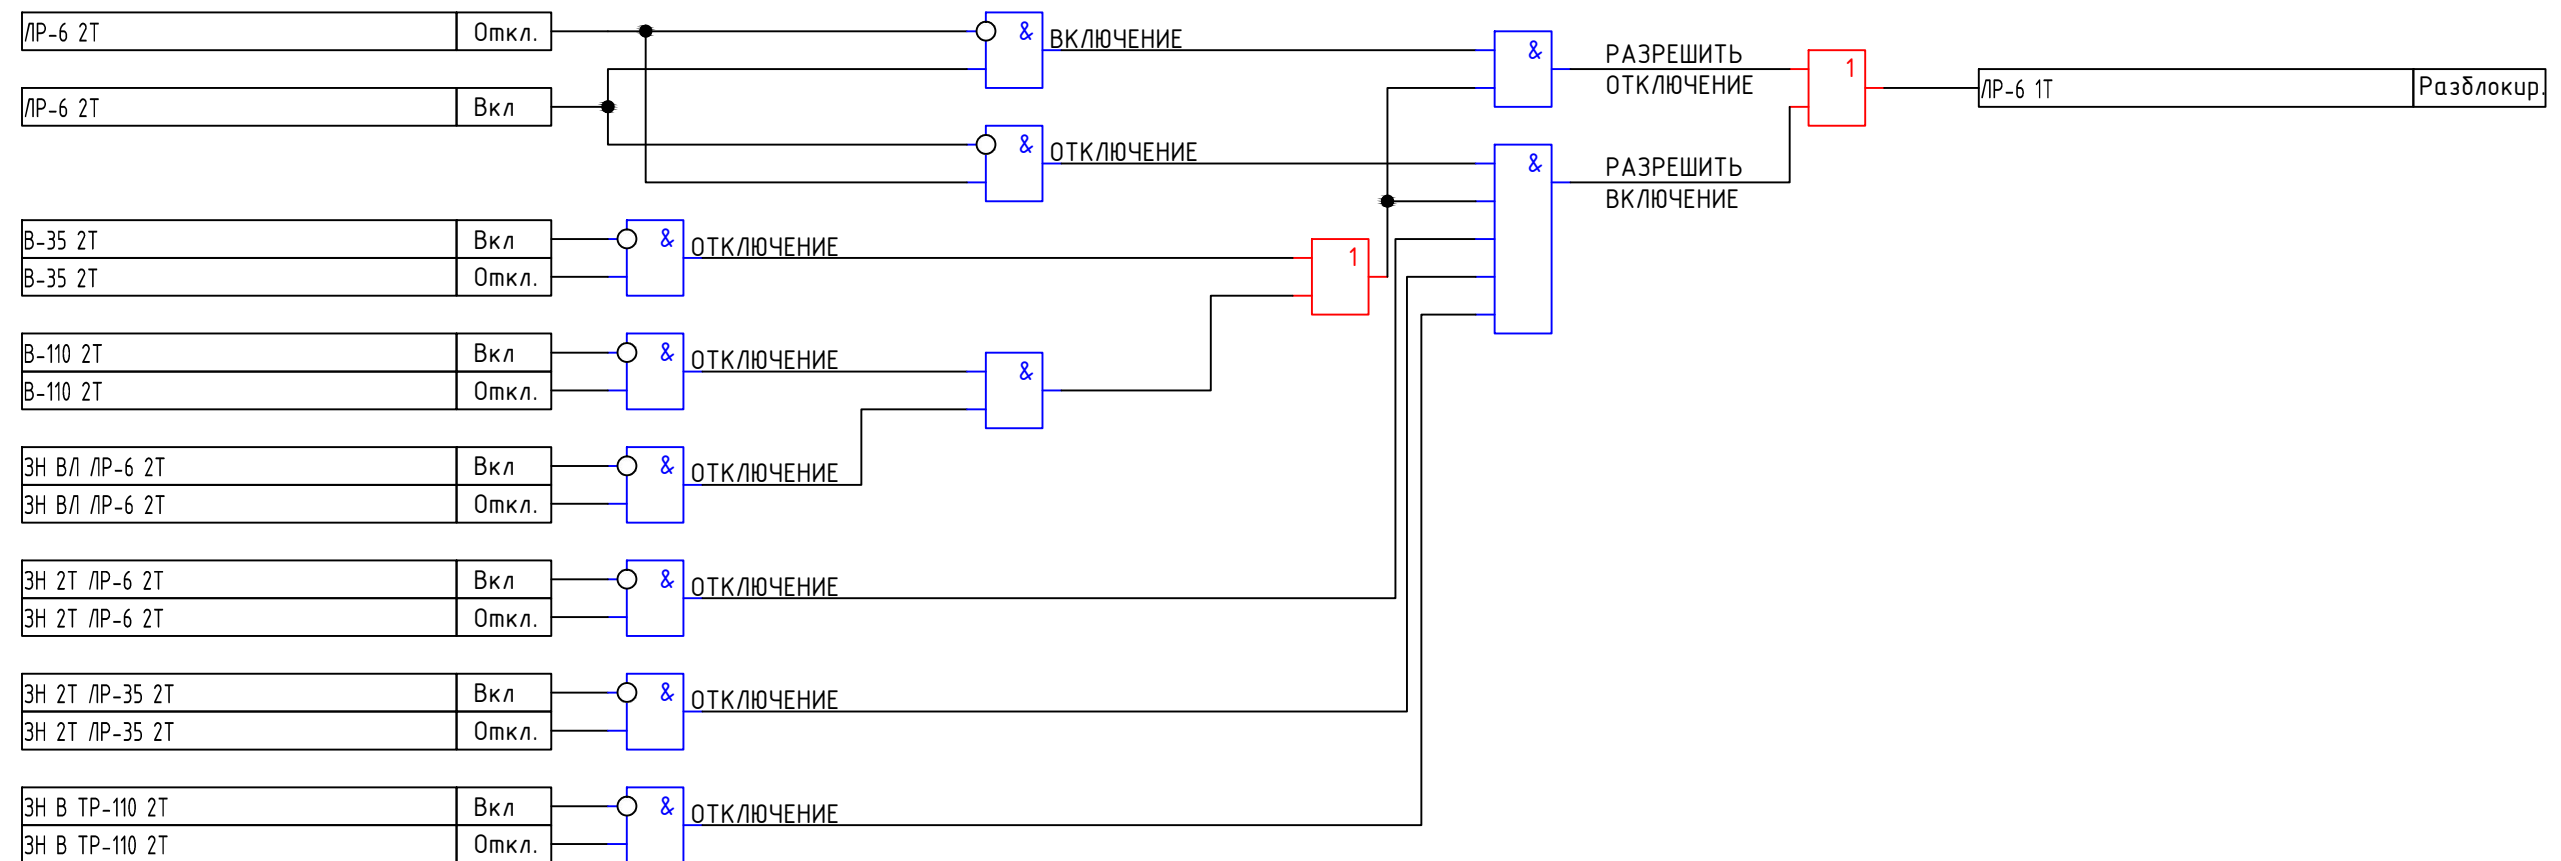 ЛР-6 2Т Откл. & ВКЛЮЧЕНИЕ & РАЗРЕШИТЬ ОТКЛЮЧЕНИЕ 1
ЛР-6 1Т Разблокир.
ЛР-6 2Т Вкл
& ОТКЛЮЧЕНИЕ & РАЗРЕШИТЬ ВКЛЮЧЕНИЕ
В-35 2Т Вкл & ОТКЛЮЧЕНИЕ 1
В-35 2Т Откл.
В-110 2Т Вкл & ОТКЛЮЧЕНИЕ &
В-110 2Т Откл.
ЗН ВЛ ЛР-6 2Т Вкл & ОТКЛЮЧЕНИЕ
ЗН ВЛ ЛР-6 2Т Откл.
ЗН 2Т ЛР-6 2Т Вкл & ОТКЛЮЧЕНИЕ
ЗН 2Т ЛР-6 2Т Откл.
ЗН 2Т ЛР-35 2Т Вкл & ОТКЛЮЧЕНИЕ
ЗН 2Т ЛР-35 2Т Откл.
ЗН В ТР-110 2Т Вкл & ОТКЛЮЧЕНИЕ
ЗН В ТР-110 2Т Откл.